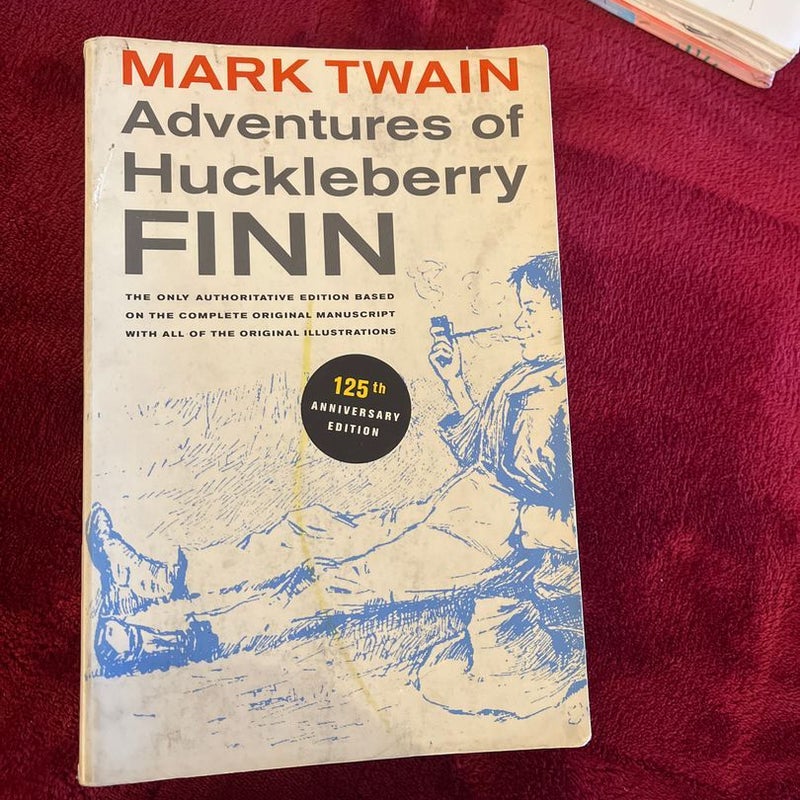 MARK TWAIN
Adventures of
Huckleberry
FINN
THE ONLY AUTHORITATIVE EDITION BASED
ON THE COMPLETE ORIGINAL MANUSCRIPT
WITH ALL OF THE ORIGINAL ILLUSTRATIONS
125th
ANNIVERSARY
EDITION